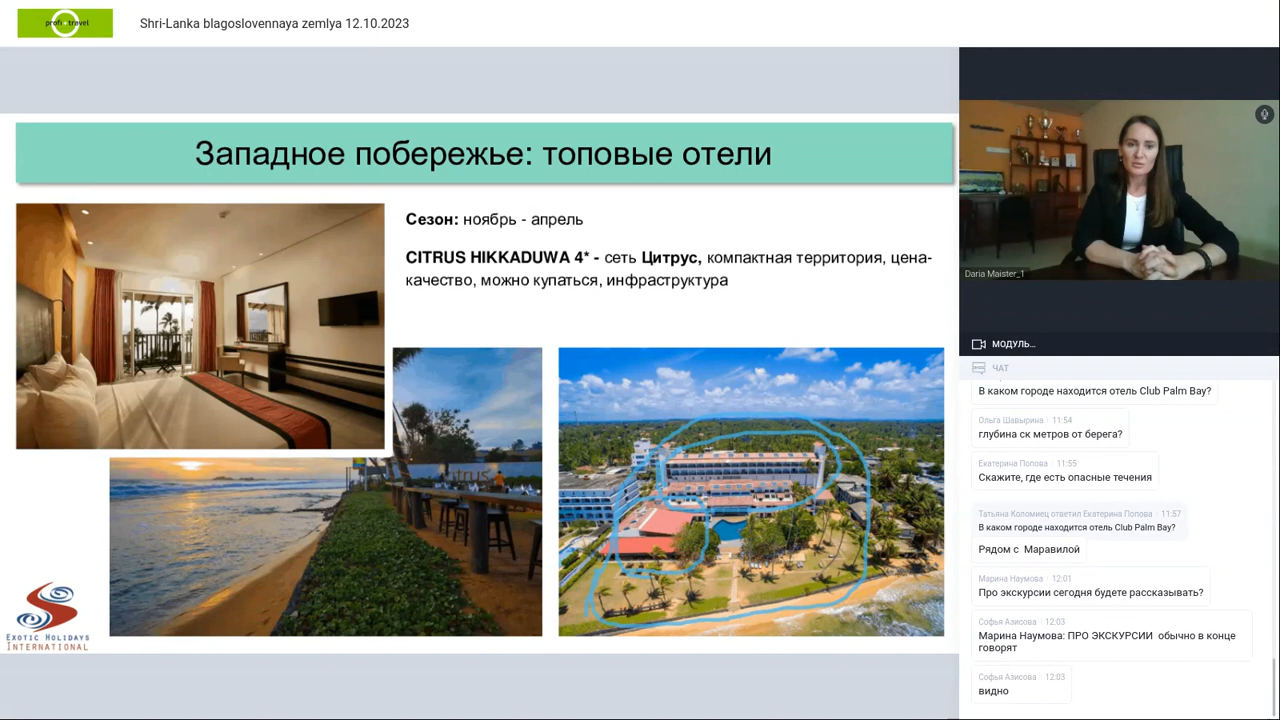 profi travel
Shri-Lanka blagoslovennaya zemlya 12.10.2023
Западное побережье: топовые отели
Сезон: ноябрь - апрель
CITRUS HIKKADUWA 4* - сеть Цитрус, компактная территория, цена-
качество, можно купаться, инфраструктура
citrus
EXOTIC HOLIDAYS
INTERNATIONAL
Daria Maister_1
МОДУЛЬ…
ЧАТ
В каком городе находится отель Club Palm Bay?
Ольга Шавырина · 11:54
глубина ск метров от берега?
Екатерина Попова · 11:55
Скажите, где есть опасные течения
Татьяна Коломиец ответил Екатерина Попова · 11:57
В каком городе находится отель Club Palm Bay?
Рядом с Маравилой
Марина Наумова · 12:01
Про экскурсии сегодня будете рассказывать?
Софья Азисова · 12:03
Марина Наумова: ПРО ЭКСКУРСИИ обычно в конце
говорят
Софья Азисова · 12:03
видно